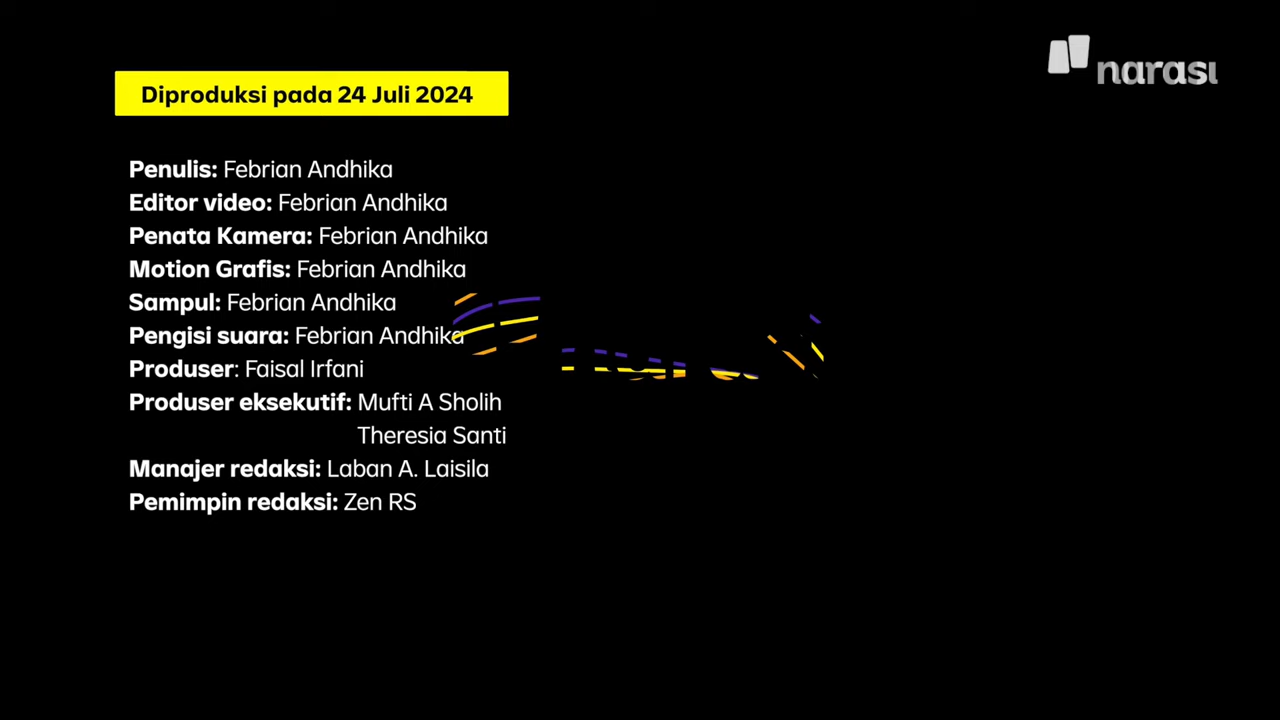 narasi
Diproduksi pada 24 Juli 2024
Penulis: Febrian Andhika
Editor video: Febrian Andhika
Penata Kamera: Febrian Andhika
Motion Grafis: Febrian Andhika
Sampul: Febrian Andhika
Pengisi suara: Febrian Andhika
Produser: Faisal Irfani
Produser eksekutif: Mufti A Sholih
Theresia Santi
Manajer redaksi: Laban A. Laisila
Pemimpin redaksi: Zen RS